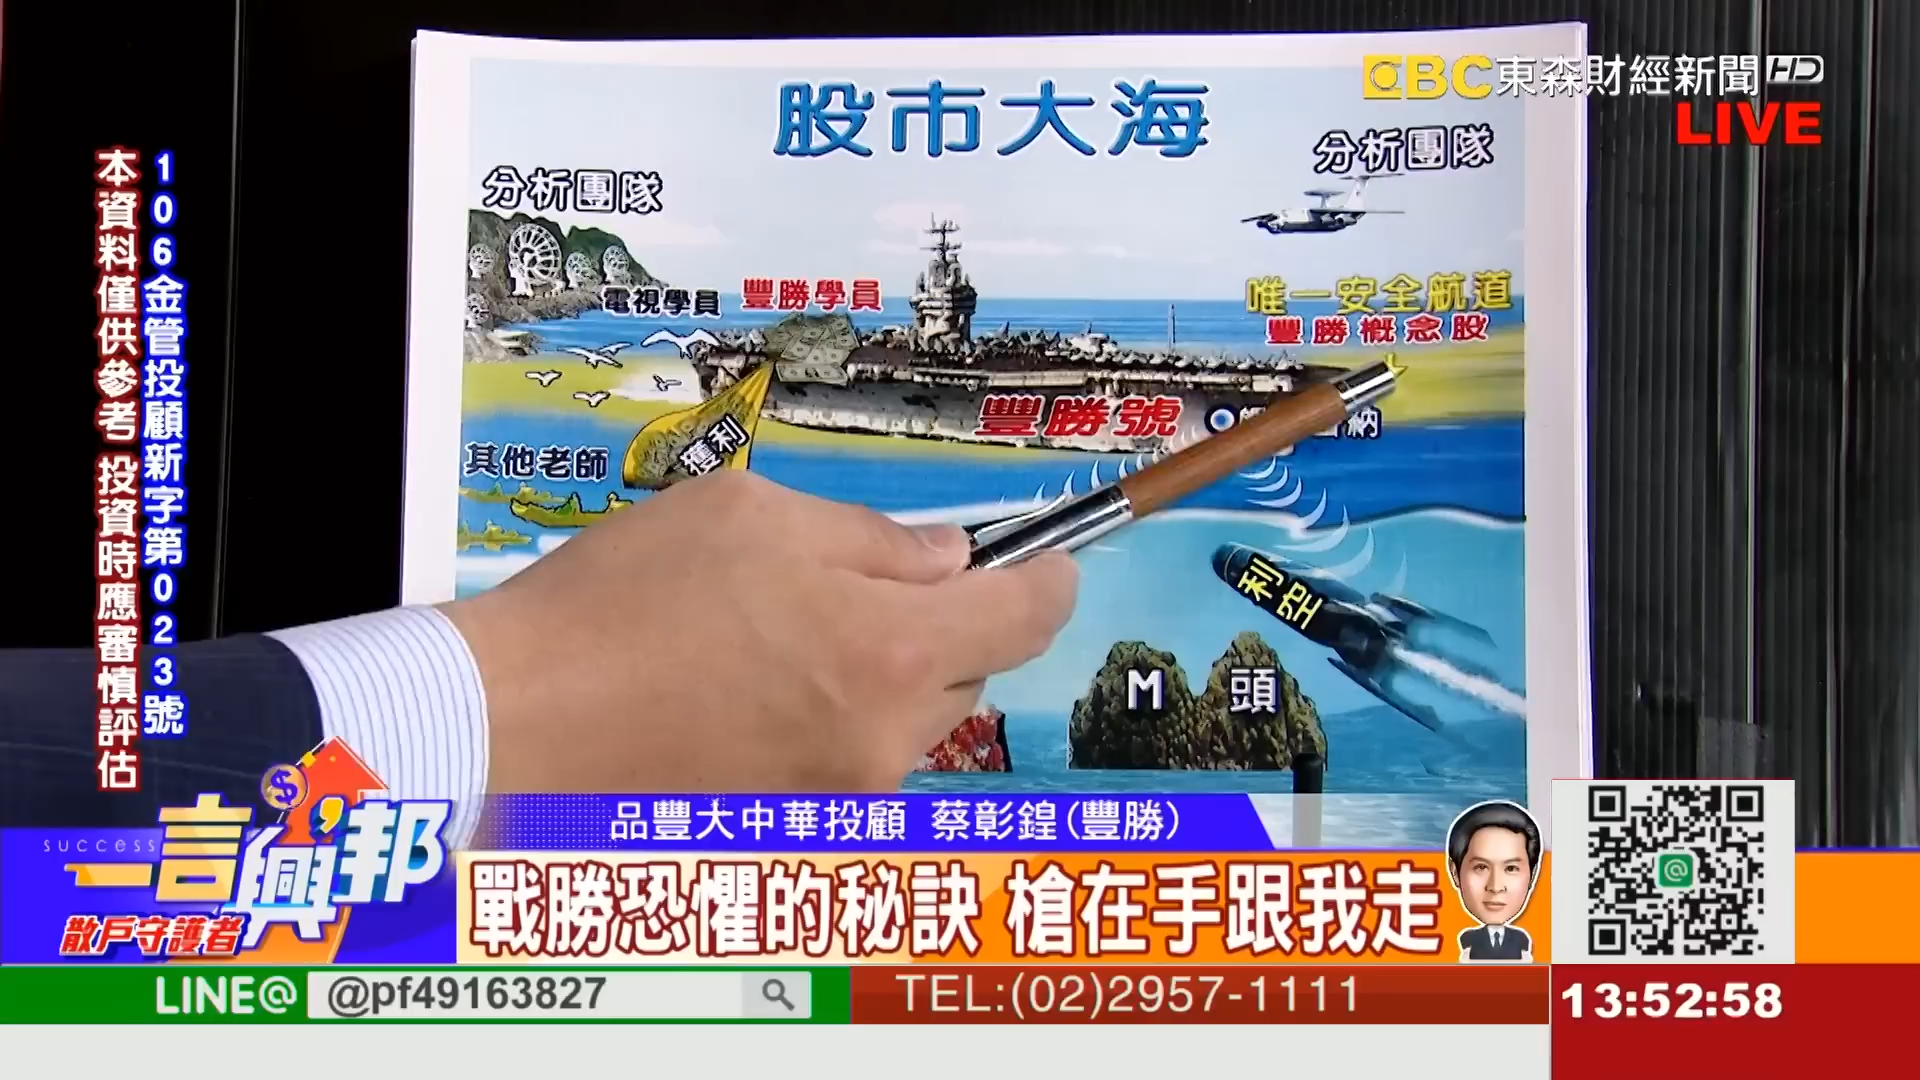 EBC東森財經新聞HD
LIVE
106金管投顧新字第023號
本資料僅供參考 投資時應審慎評估
股市大海
分析團隊
分析團隊
電視學員
豐勝學員
唯一安全航道
豐勝概念股
豐勝號
獲利
其他老師
利空
M 頭
success
一言興邦
散戶守護者
品豐大中華投顧 蔡彰鍠(豐勝)
戰勝恐懼的秘訣 槍在手跟我走
LINE@ @pf49163827
TEL:(02)2957-1111
13:52:58